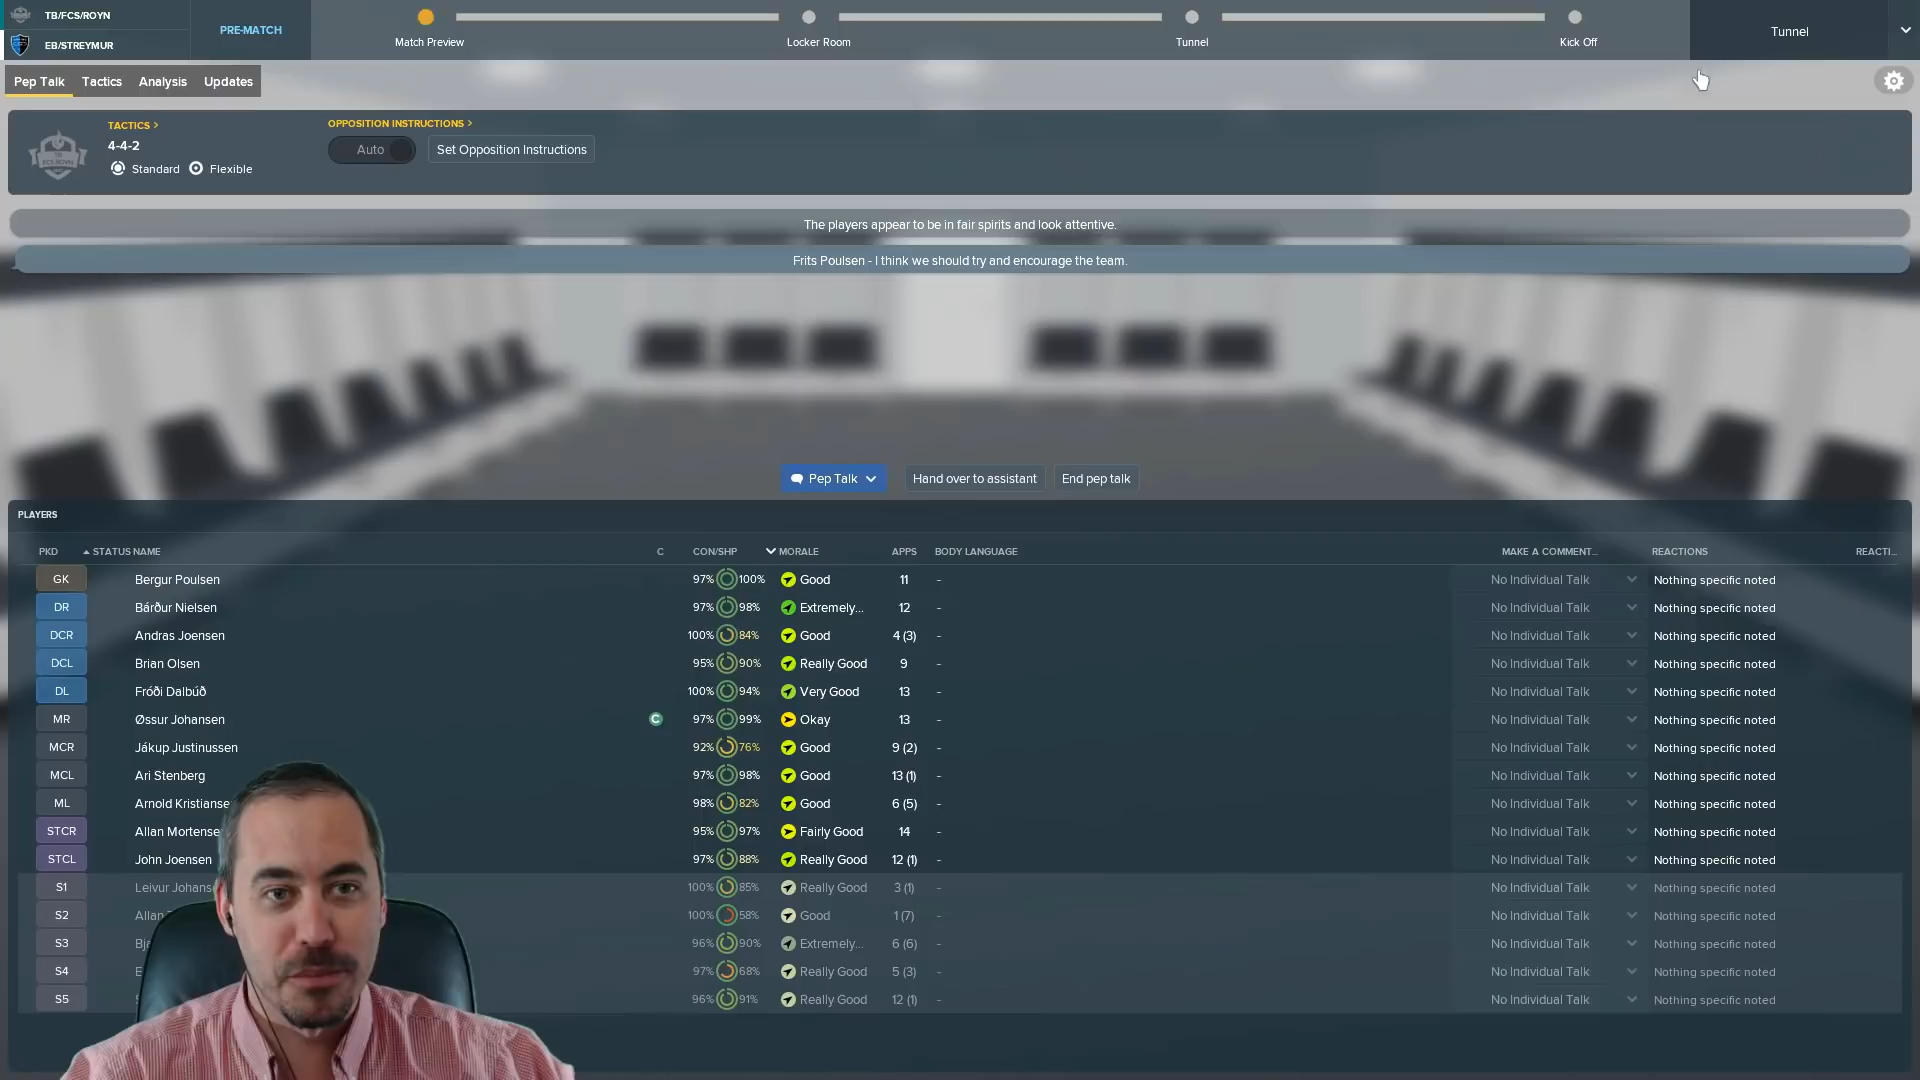 TB/FCS/ROYN
EB/STREYMUR
PRE-MATCH
Match Preview
Locker Room
Tunnel
Kick Off
Tunnel
Pep Talk Tactics Analysis Updates
TACTICS >
4-4-2
Standard Flexible
OPPOSITION INSTRUCTIONS >
Auto Set Opposition Instructions
The players appear to be in fair spirits and look attentive.
Frits Poulsen - I think we should try and encourage the team.
Pep Talk Hand over to assistant End pep talk
PLAYERS
PKD STATUS NAME C CON/SHP MORALE APPS BODY LANGUAGE MAKE A COMMENT... REACTIONS REACTI...
GK Bergur Poulsen 97% 100% Good 11 - No Individual Talk Nothing specific noted
DR Bárður Nielsen 97% 98% Extremely... 12 - No Individual Talk Nothing specific noted
DCR Andras Joensen 100% 84% Good 4 (3) - No Individual Talk Nothing specific noted
DCL Brian Olsen 95% 90% Really Good 9 - No Individual Talk Nothing specific noted
DL Fróði Dalbúð 100% 94% Very Good 13 - No Individual Talk Nothing specific noted
MR Øssur Johansen C 97% 99% Okay 13 - No Individual Talk Nothing specific noted
MCR Jákup Justinussen 92% 76% Good 9 (2) - No Individual Talk Nothing specific noted
MCL Ari Stenberg 97% 98% Good 13 (1) - No Individual Talk Nothing specific noted
ML Arnold Kristianse 98% 82% Good 6 (5) - No Individual Talk Nothing specific noted
STCR Allan Mortense 95% 97% Fairly Good 14 - No Individual Talk Nothing specific noted
STCL John Joensen 97% 88% Really Good 12 (1) - No Individual Talk Nothing specific noted
S1 Leivur Johans 100% 85% Really Good 3 (1) - No Individual Talk Nothing specific noted
S2 Allan 100% 58% Good 1 (7) - No Individual Talk Nothing specific noted
S3 Bja 96% 90% Extremely... 6 (6) - No Individual Talk Nothing specific noted
S4 E 97% 68% Really Good 5 (3) - No Individual Talk Nothing specific noted
S5 96% 91% Really Good 12 (1) - No Individual Talk Nothing specific noted